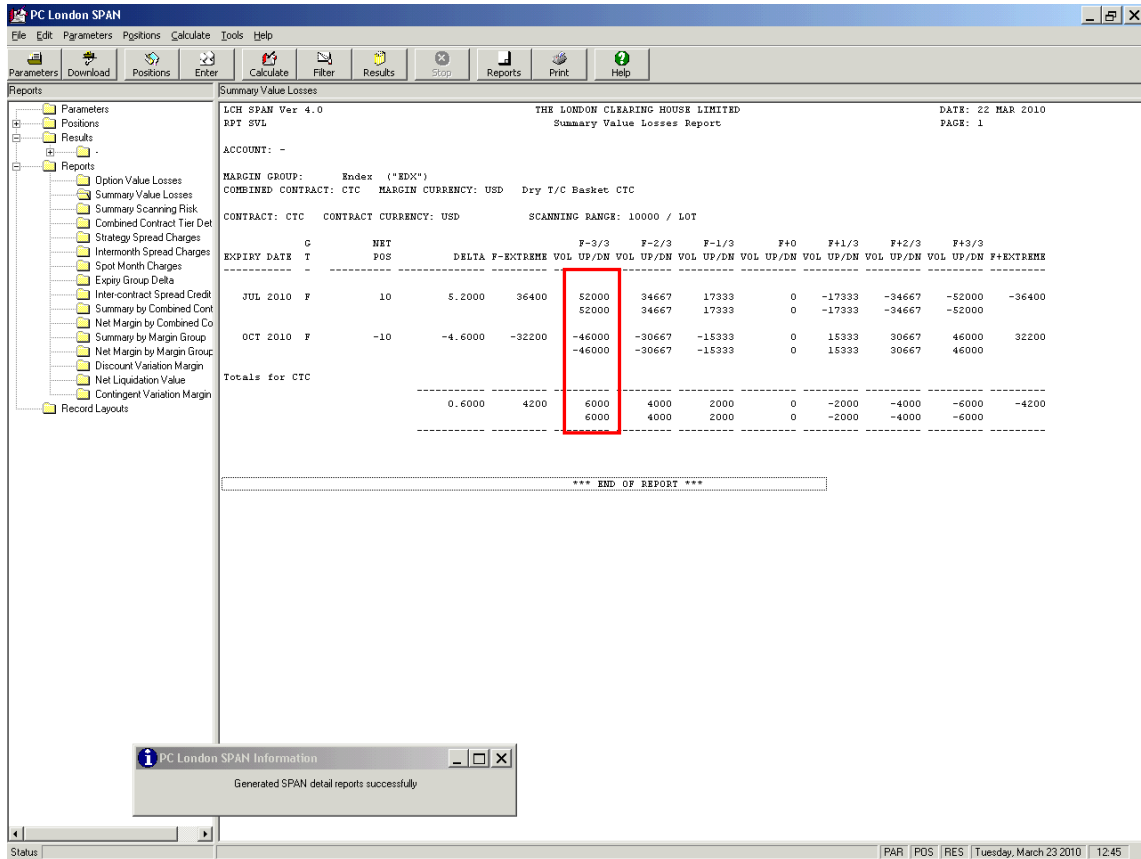 PC London SPAN
File Edit Parameters Positions Calculate Tools Help
Parameters Download Positions Enter Calculate Filter Results Stop Reports Print Help
Reports
Parameters
Positions
Results
-
Reports
Option Value Losses
Summary Value Losses
Summary Scanning Risk
Combined Contract Tier Det
Strategy Spread Charges
Intermonth Spread Charges
Spot Month Charges
Expiry Group Delta
Inter-contract Spread Credit
Summary by Combined Cont
Net Margin by Combined Co
Summary by Margin Group
Net Margin by Margin Group
Discount Variation Margin
Net Liquidation Value
Contingent Variation Margin
Record Layouts
Summary Value Losses
LCH SPAN Ver 4.0 THE LONDON CLEARING HOUSE LIMITED DATE: 22 MAR 2010
RPT SVL Summary Value Losses Report PAGE: 1
ACCOUNT: -
MARGIN GROUP: Endex ("EDX")
COMBINED CONTRACT: CTC MARGIN CURRENCY: USD Dry T/C Basket CTC
CONTRACT: CTC CONTRACT CURRENCY: USD SCANNING RANGE: 10000 / LOT
G NET F-3/3 F-2/3 F-1/3 F+0 F+1/3 F+2/3 F+3/3
EXPIRY DATE T POS DELTA F-EXTREME VOL UP/DN VOL UP/DN VOL UP/DN VOL UP/DN VOL UP/DN VOL UP/DN VOL UP/DN F+EXTREME
JUL 2010 F 10 5.2000 36400 52000 34667 17333 0 -17333 -34667 -52000 -36400
52000 34667 17333 0 -17333 -34667 -52000
OCT 2010 F -10 -4.6000 -32200 -46000 -30667 -15333 0 15333 30667 46000 32200
-46000 -30667 -15333 0 15333 30667 46000
Totals for CTC
0.6000 4200 6000 4000 2000 0 -2000 -4000 -6000 -4200
6000 4000 2000 0 -2000 -4000 -6000
*** END OF REPORT ***
PC London SPAN Information
Generated SPAN detail reports successfully
Status PAR POS RES Tuesday, March 23 2010 12:45